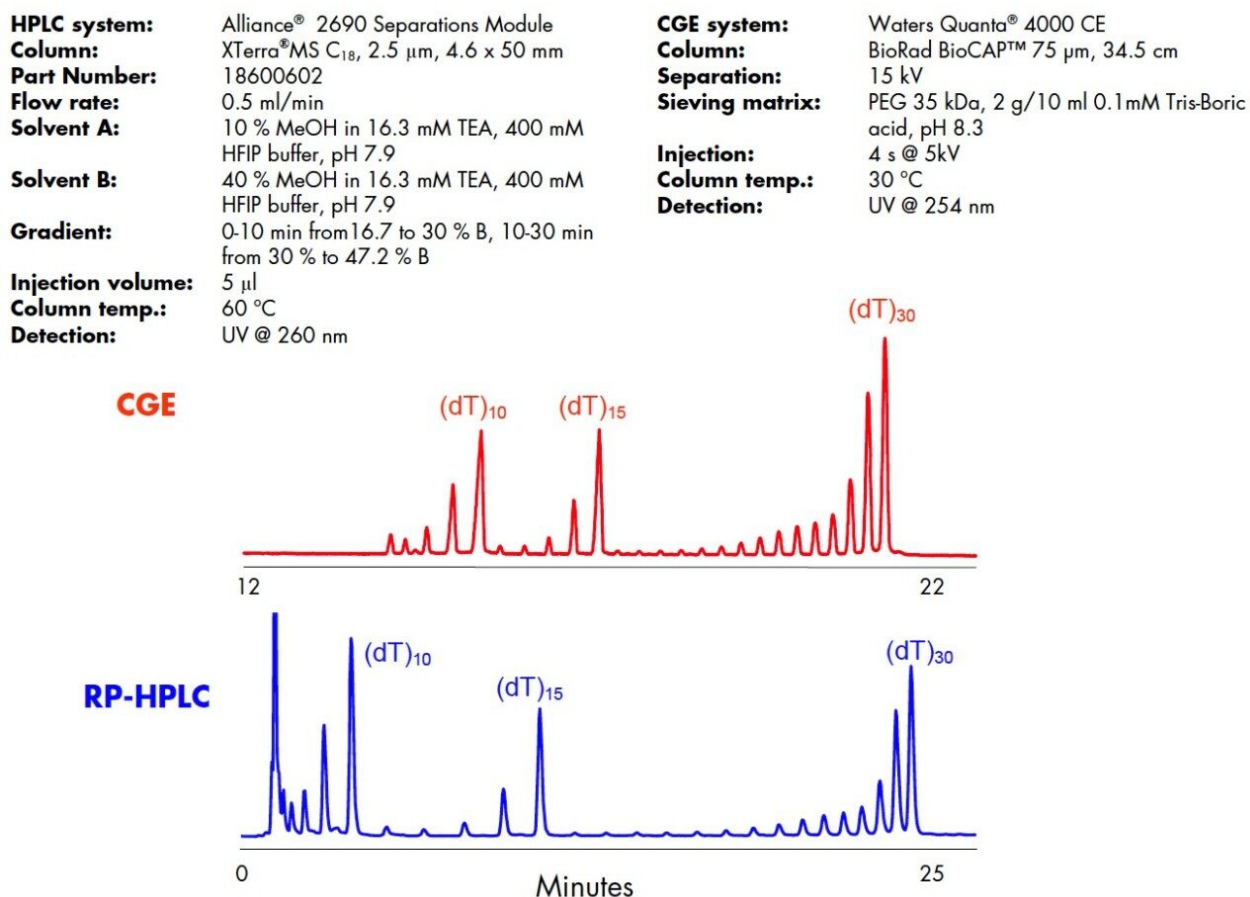 HPLC system: Alliance® 2690 Separations Module
Column: XTerra®MS C₁₈, 2.5 µm, 4.6 x 50 mm
Part Number: 18600602
Flow rate: 0.5 ml/min
Solvent A: 10 % MeOH in 16.3 mM TEA, 400 mM
HFIP buffer, pH 7.9
Solvent B: 40 % MeOH in 16.3 mM TEA, 400 mM
HFIP buffer, pH 7.9
Gradient: 0-10 min from16.7 to 30 % B, 10-30 min
from 30 % to 47.2 % B
Injection volume: 5 µl
Column temp.: 60 °C
Detection: UV @ 260 nm
CGE system: Waters Quanta® 4000 CE
Column: BioRad BioCAP™ 75 µm, 34.5 cm
Separation: 15 kV
Sieving matrix: PEG 35 kDa, 2 g/10 ml 0.1mM Tris-Boric
acid, pH 8.3
Injection: 4 s @ 5kV
Column temp.: 30 °C
Detection: UV @ 254 nm
CGE
(dT)₁₀
(dT)₁₅
(dT)₃₀
12
22
RP-HPLC
(dT)₁₀
(dT)₁₅
(dT)₃₀
0
25
Minutes